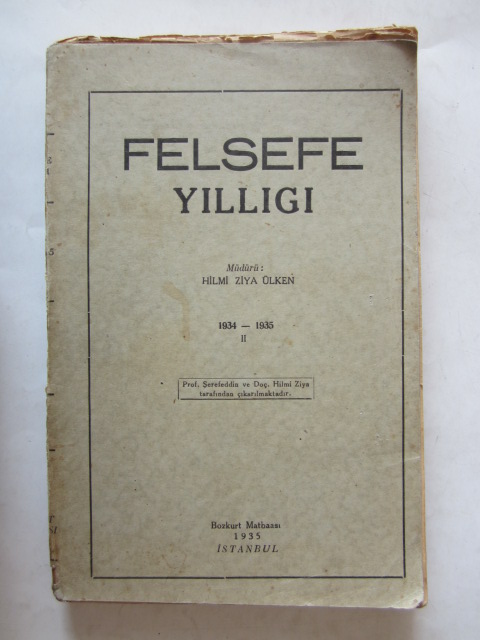 FELSEFE
YILLIGI
Müdürü :
HİLMİ ZİYA ÜLKEN
1934 — 1935
II
Prof. Şerefeddin ve Doç. Hilmi Ziya
tarafından çıkarılmaktadır.
Bozkurt Matbaası
1935
İSTANBUL